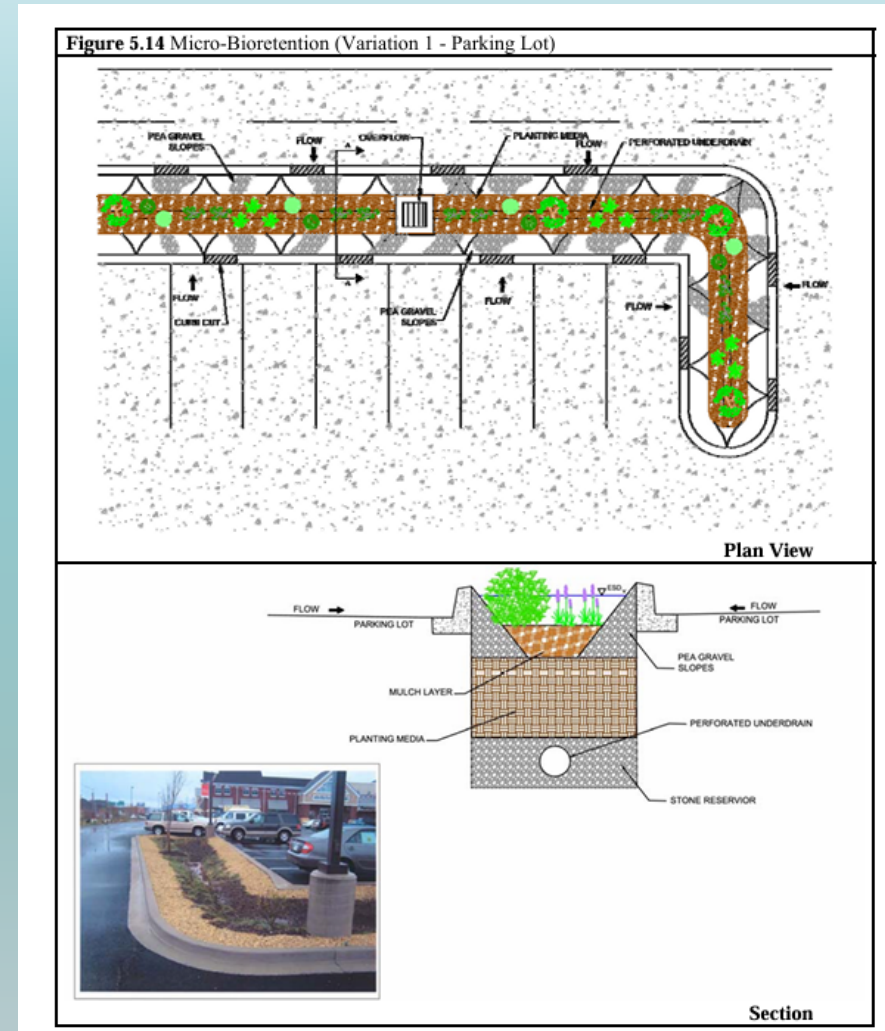 Figure 5.14 Micro-Bioretention (Variation 1 - Parking Lot)
PEA GRAVEL
SLOPES
FLOW
OVERFLOW
A
PLANTING MEDIA
FLOW
PERFORATED UNDERDRAIN
FLOW
CURB CUT
A
PEA GRAVEL
SLOPES
FLOW
FLOW
FLOW
Plan View
FLOW
PARKING LOT
ESDv
FLOW
PARKING LOT
PEA GRAVEL
SLOPES
MULCH LAYER
PERFORATED UNDERDRAIN
PLANTING MEDIA
STONE RESERVIOR
Section